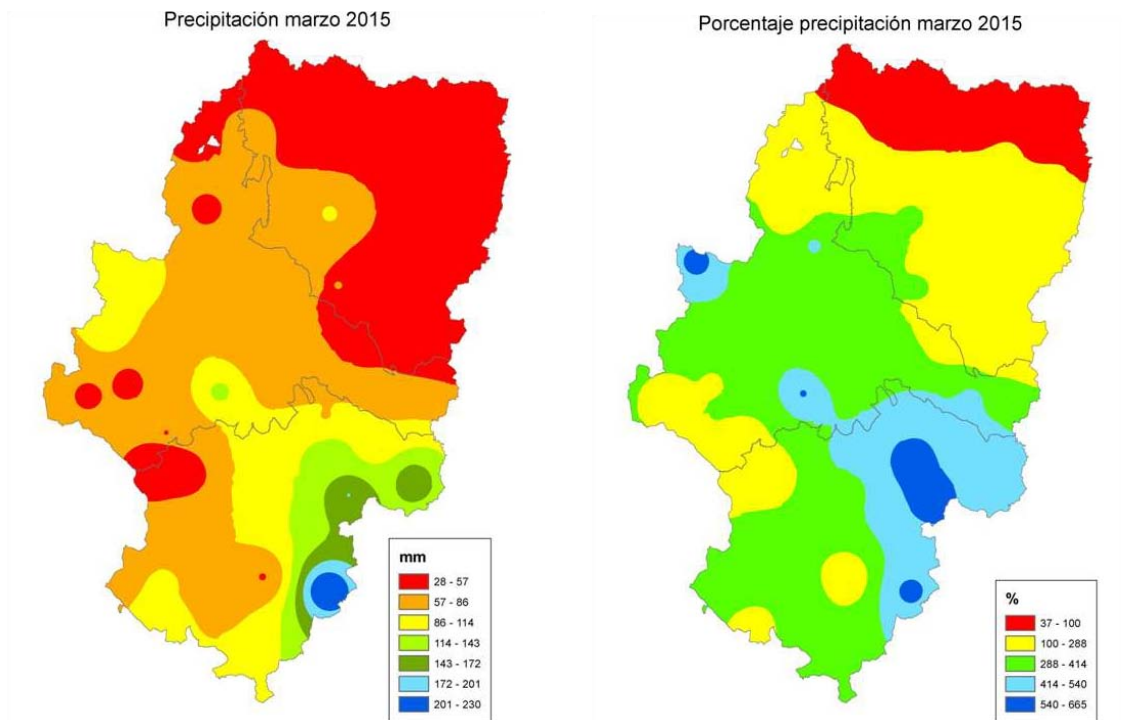 Precipitación marzo 2015
mm
28 - 57
57 - 86
86 - 114
114 - 143
143 - 172
172 - 201
201 - 230
Porcentaje precipitación marzo 2015
%
37 - 100
100 - 288
288 - 414
414 - 540
540 - 665